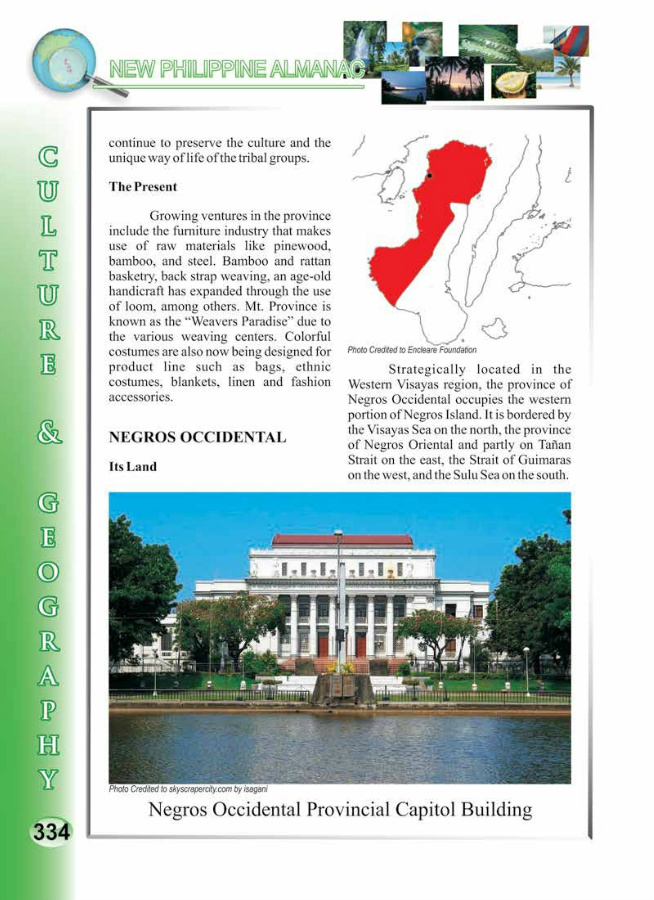 NEW PHILIPPINE ALMANAC
CULTURE & GEOGRAPHY
continue to preserve the culture and the
unique way of life of the tribal groups.
The Present
Growing ventures in the province
include the furniture industry that makes
use of raw materials like pinewood,
bamboo, and steel. Bamboo and rattan
basketry, back strap weaving, an age-old
handicraft has expanded through the use
of loom, among others. Mt. Province is
known as the “Weavers Paradise” due to
the various weaving centers. Colorful
costumes are also now being designed for
product line such as bags, ethnic
costumes, blankets, linen and fashion
accessories.
NEGROS OCCIDENTAL
Its Land
Photo Credited to Encleare Foundation
Strategically located in the
Western Visayas region, the province of
Negros Occidental occupies the western
portion of Negros Island. It is bordered by
the Visayas Sea on the north, the province
of Negros Oriental and partly on Tañan
Strait on the east, the Strait of Guimaras
on the west, and the Sulu Sea on the south.
Photo Credited to skyscrapercity.com by isagani
Negros Occidental Provincial Capitol Building
334